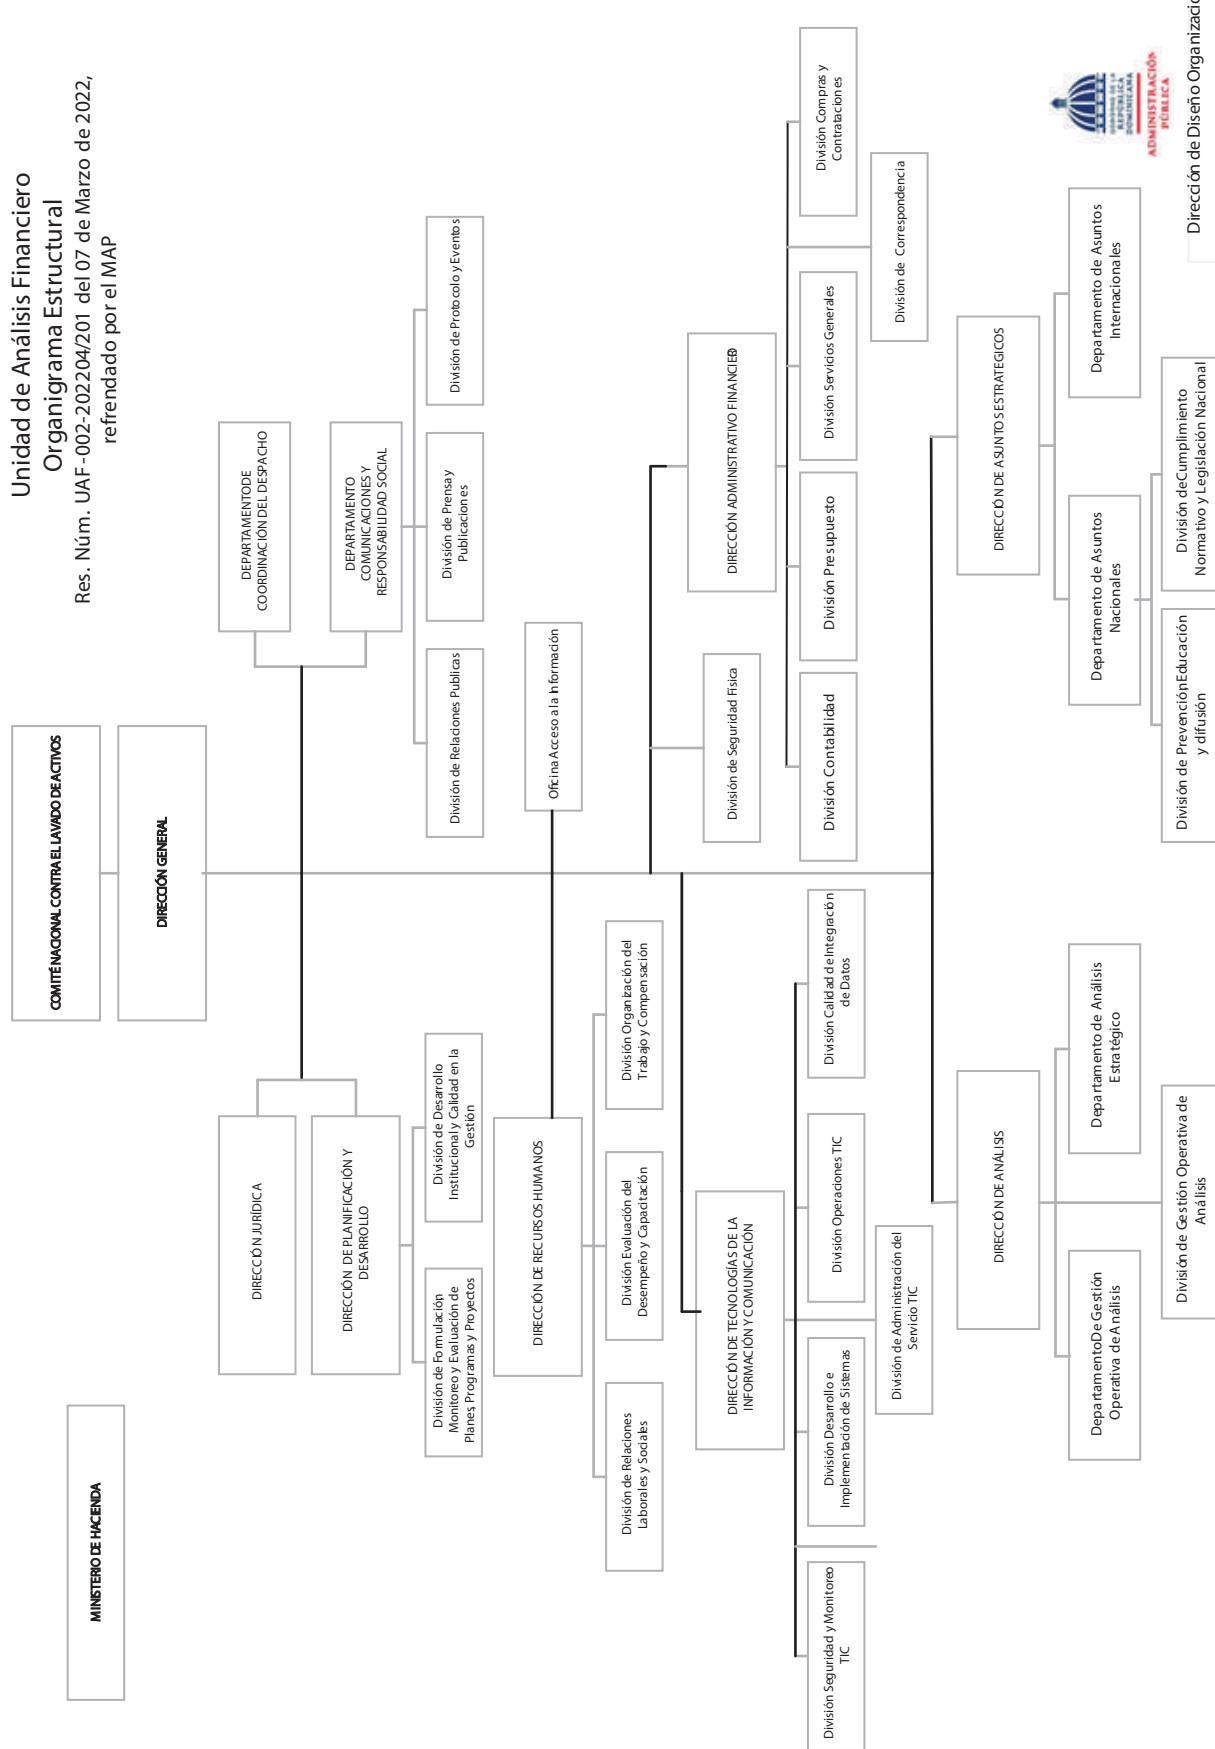 Unidad de Análisis Financiero
Organigrama Estructural
Res. Núm. UAF-002-202204/201 del 07 de Marzo de 2022,
refrendado por el MAP
MINISTERIO DE HACIENDA
COMITÉ NACIONAL CONTRA EL LAVADO DE ACTIVOS
DIRECCIÓN GENERAL
DIRECCIÓN JURÍDICA
DIRECCIÓN DE PLANIFICACIÓN Y
DESARROLLO
División de Formulación
Monitoreo y Evaluación de
Planes, Programas y Proyectos
División de Desarrollo
Institucional y Calidad en la
Gestión
DEPARTAMENTO DE
COORDINACIÓN DEL DESPACHO
DEPARTAMENTO
COMUNICACIONES Y
RESPONSABILIDAD SOCIAL
División de Relaciones Publicas
División de Prensa y
Publicaciones
División de Protocolo y Eventos
DIRECCIÓN DE RECURSOS HUMANOS
Oficina Acceso a la Información
División de Relaciones
Laborales y Sociales
División Evaluación del
Desempeño y Capacitación
División Organización del
Trabajo y Compensación
DIRECCIÓN DE TECNOLOGÍAS DE LA
INFORMACIÓN Y COMUNICACIÓN
División Seguridad y Monitoreo
TIC
División Desarrollo e
Implementación de Sistemas
División Operaciones TIC
División Calidad de Integración
de Datos
División de Administración del
Servicio TIC
División de Seguridad Física
DIRECCIÓN ADMINISTRATIVO FINANCIERO
División Contabilidad
División Presupuesto
División Servicios Generales
División Compras y
Contrataciones
División de Correspondencia
DIRECCIÓN DE ANÁLISIS
Departamento De Gestión
Operativa de Análisis
Departamento de Análisis
Estratégico
División de Gestión Operativa de
Análisis
DIRECCIÓN DE ASUNTOS ESTRATEGICOS
Departamento de Asuntos
Nacionales
Departamento de Asuntos
Internacionales
División de Prevención Educación
y difusión
División de Cumplimiento
Normativo y Legislación Nacional
GOBIERNO DE LA
REPÚBLICA
DOMINICANA
ADMINISTRACIÓN
PÚBLICA
Dirección de Diseño Organizacio